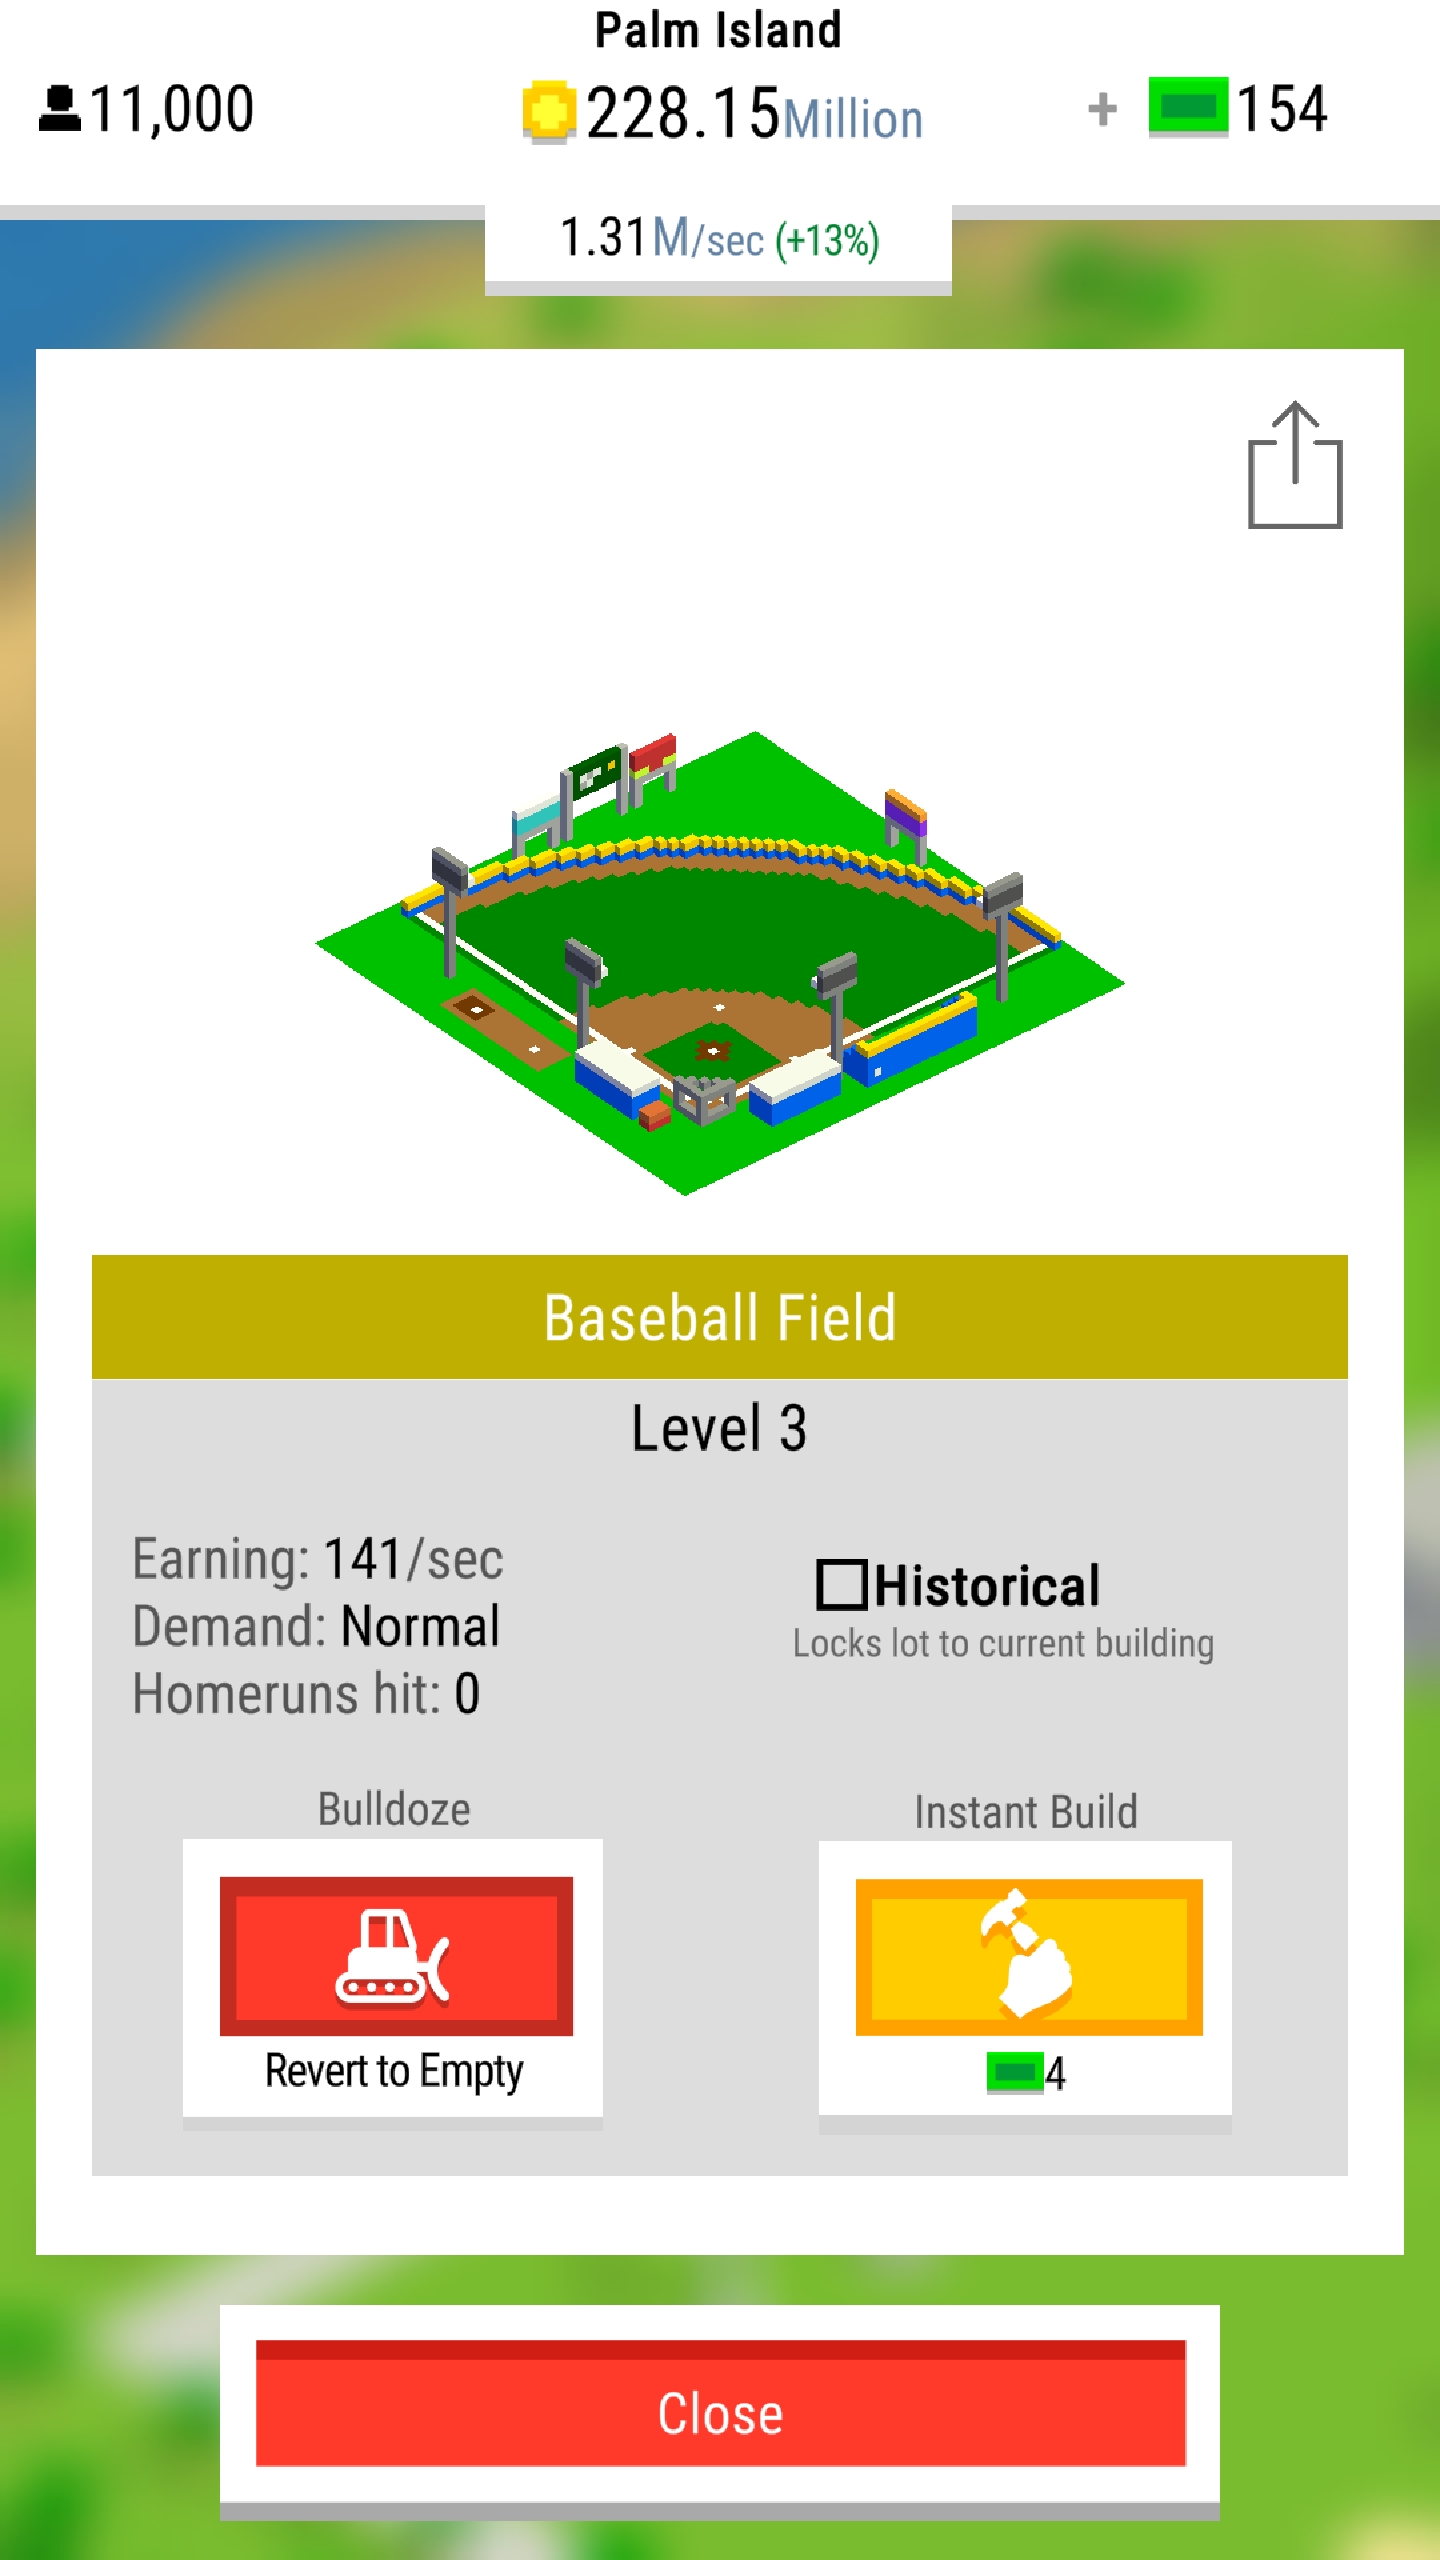 Palm Island
11,000
228.15Million
+ 154
1.31M/sec (+13%)
Baseball Field
Level 3
Earning: 141/sec
Demand: Normal
Homeruns hit: 0
Historical
Locks lot to current building
Bulldoze
Revert to Empty
Instant Build
4
Close